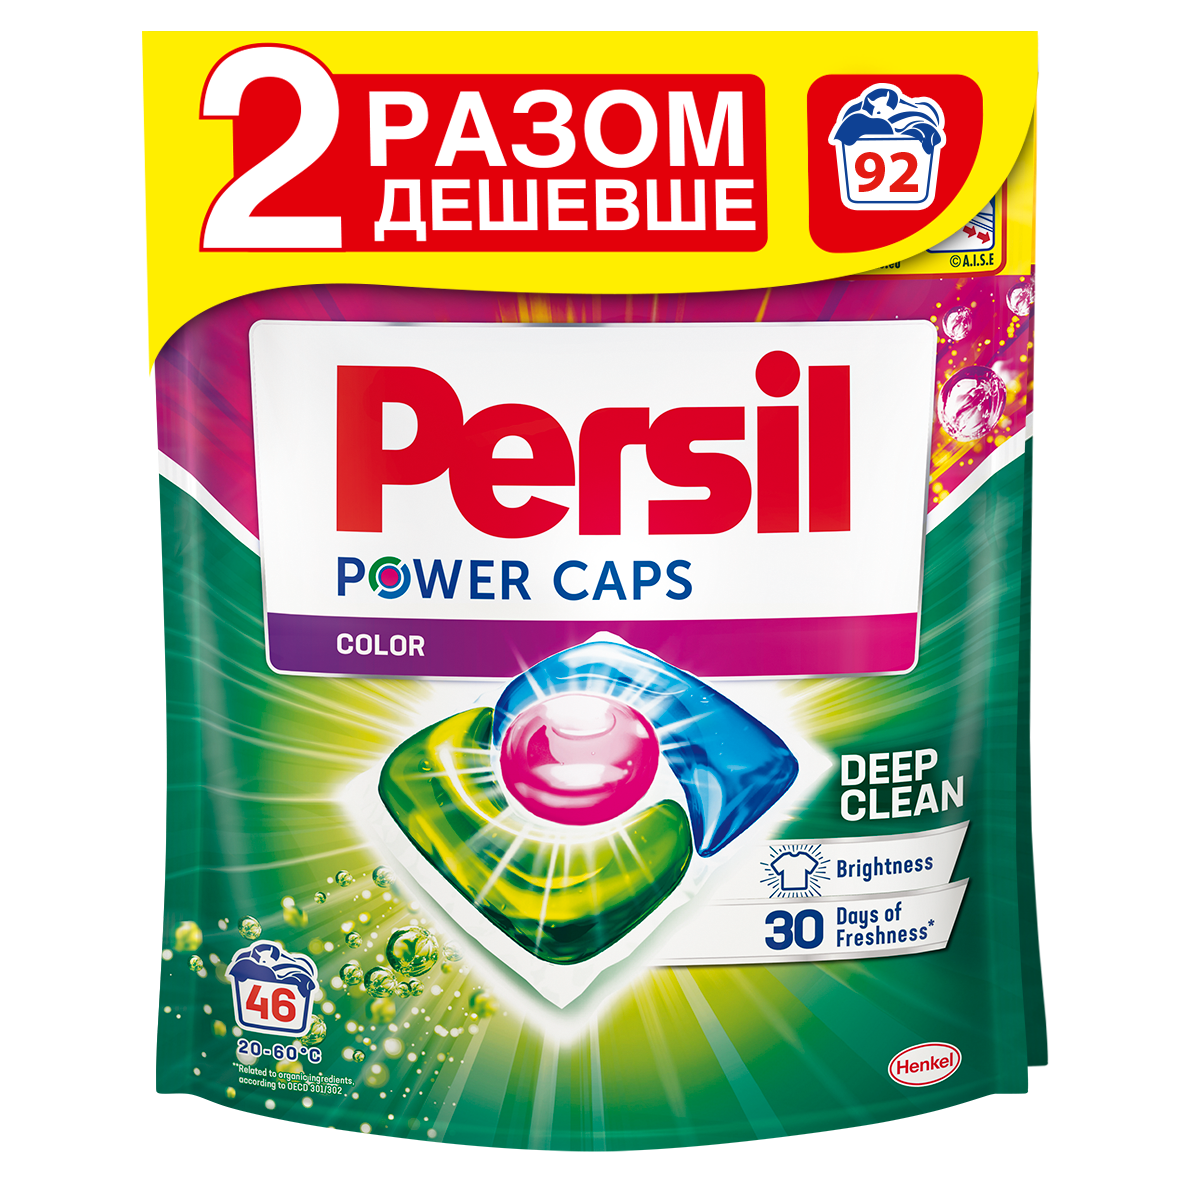 2 РАЗОМ
ДЕШЕВШЕ
92
©A.I.S.E
Persil
POWER CAPS
COLOR
DEEP
CLEAN
Brightness
30 Days of
Freshness*
46
20-60°C
**Related to organic ingredients,
according to OECD 301/302
Henkel